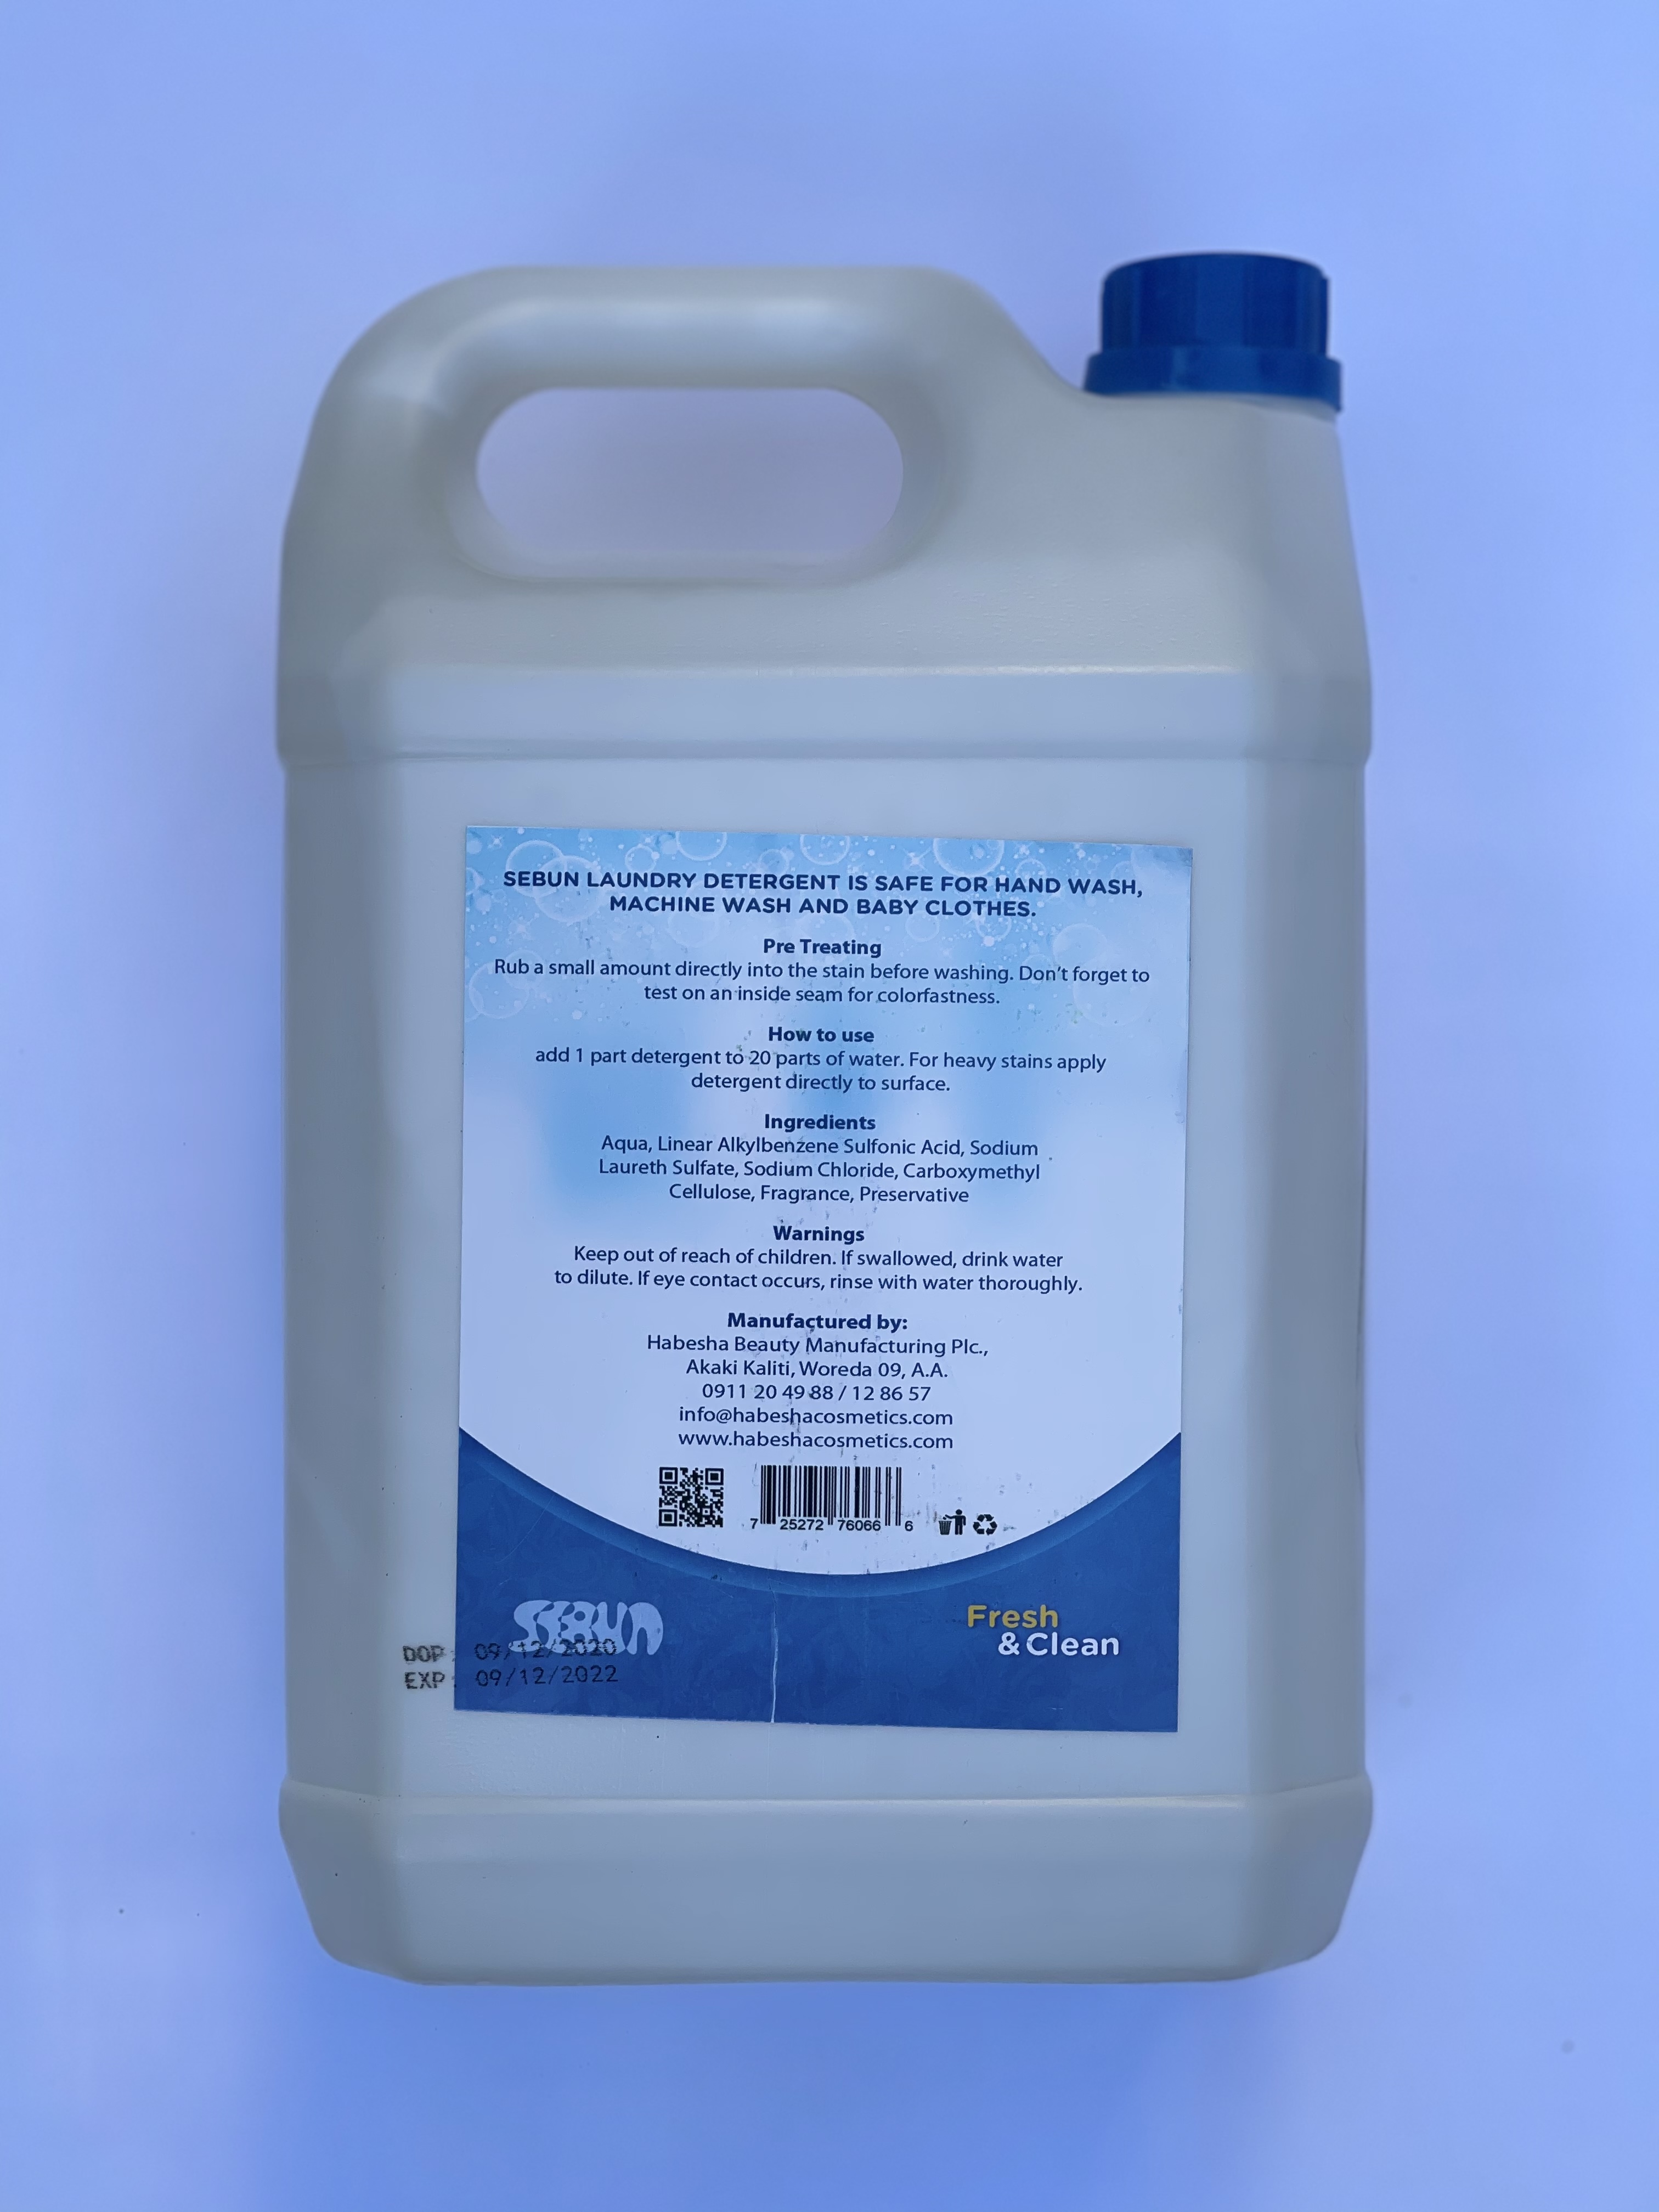 SEBUN LAUNDRY DETERGENT IS SAFE FOR HAND WASH,
MACHINE WASH AND BABY CLOTHES.
Pre Treating
Rub a small amount directly into the stain before washing. Don't forget to
test on an inside seam for colorfastness.
How to use
add 1 part detergent to 20 parts of water. For heavy stains apply
detergent directly to surface.
Ingredients
Aqua, Linear Alkylbenzene Sulfonic Acid, Sodium
Laureth Sulfate, Sodium Chloride, Carboxymethyl
Cellulose, Fragrance, Preservative
Warnings
Keep out of reach of children. If swallowed, drink water
to dilute. If eye contact occurs, rinse with water thoroughly.
Manufactured by:
Habesha Beauty Manufacturing Plc.,
Akaki Kaliti, Woreda 09, A.A.
0911 20 49 88 / 12 86 57
info@habeshacosmetics.com
www.habeshacosmetics.com
7 25272 76066 6
SEBUN
Fresh
& Clean
DOP : 09/12/2020
EXP : 09/12/2022